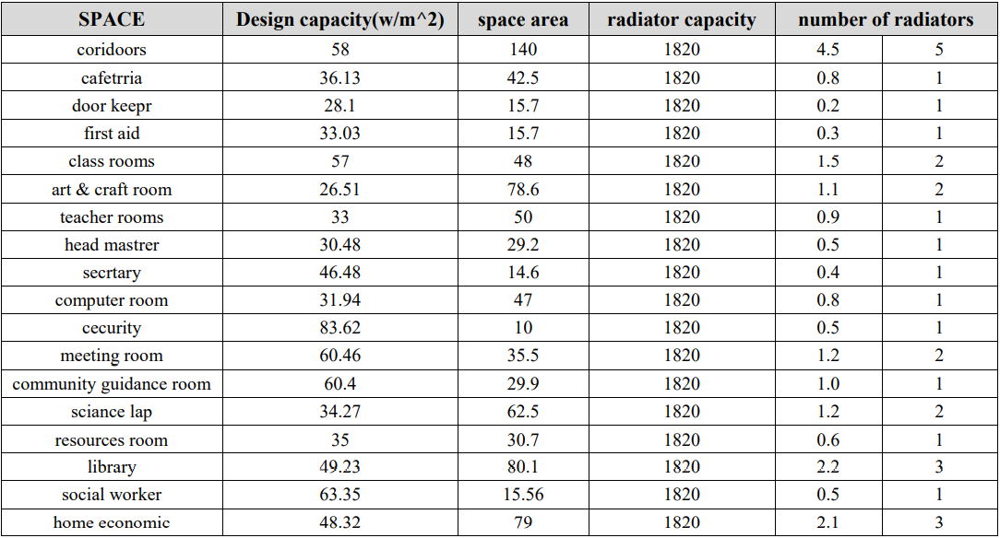 SPACE Design capacity(w/m^2) space area radiator capacity number of radiators
coridoors 58 140 1820 4.5 5
cafetrria 36.13 42.5 1820 0.8 1
door keepr 28.1 15.7 1820 0.2 1
first aid 33.03 15.7 1820 0.3 1
class rooms 57 48 1820 1.5 2
art & craft room 26.51 78.6 1820 1.1 2
teacher rooms 33 50 1820 0.9 1
head mastrer 30.48 29.2 1820 0.5 1
secrtary 46.48 14.6 1820 0.4 1
computer room 31.94 47 1820 0.8 1
cecurity 83.62 10 1820 0.5 1
meeting room 60.46 35.5 1820 1.2 2
community guidance room 60.4 29.9 1820 1.0 1
sciance lap 34.27 62.5 1820 1.2 2
resources room 35 30.7 1820 0.6 1
library 49.23 80.1 1820 2.2 3
social worker 63.35 15.56 1820 0.5 1
home economic 48.32 79 1820 2.1 3